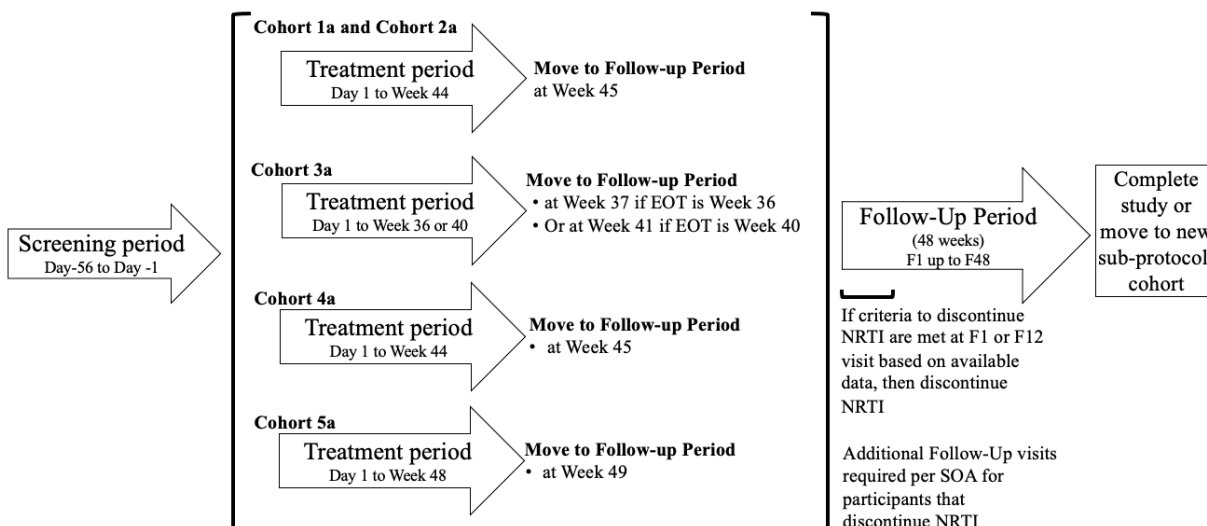 Screening period
Day-56 to Day -1
Cohort 1a and Cohort 2a
Treatment period
Day 1 to Week 44
Move to Follow-up Period
at Week 45
Cohort 3a
Treatment period
Day 1 to Week 36 or 40
Move to Follow-up Period
• at Week 37 if EOT is Week 36
• Or at Week 41 if EOT is Week 40
Cohort 4a
Treatment period
Day 1 to Week 44
Move to Follow-up Period
• at Week 45
Cohort 5a
Treatment period
Day 1 to Week 48
Move to Follow-up Period
• at Week 49
Follow-Up Period
(48 weeks)
F1 up to F48
If criteria to discontinue
NRTI are met at F1 or F12
visit based on available
data, then discontinue
NRTI
Additional Follow-Up visits
required per SOA for
participants that
discontinue NRTI
Complete
study or
move to new
sub-protocol
cohort